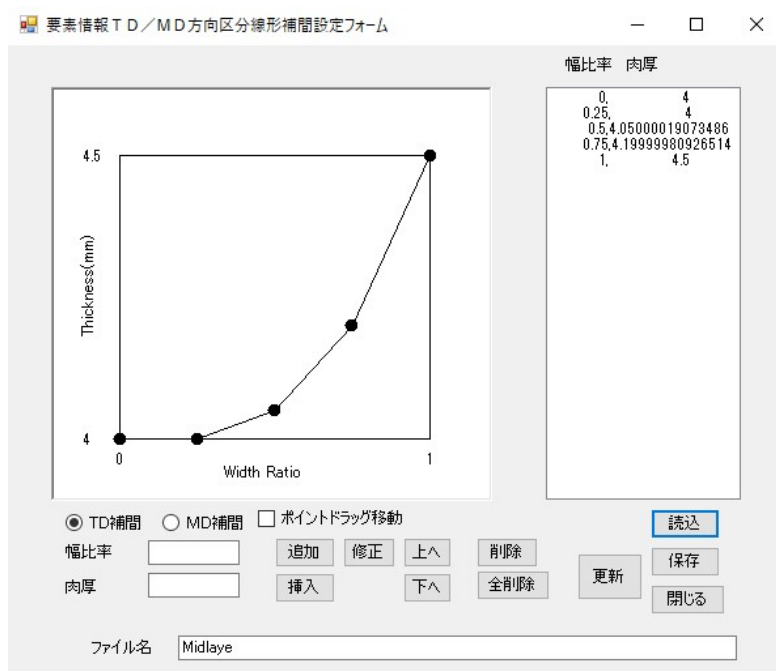 要素情報TD/MD方向区分線形補間設定フォーム
幅比率 肉厚
0, 4
0.25, 4
0.5,4.05000019073486
0.75,4.19999980926514
1, 4.5
4.5
Thickness(mm)
4
0 1
Width Ratio
TD補間 MD補間 ポイントドラッグ移動
幅比率 追加 修正 上へ 削除
肉厚 挿入 下へ 全削除
更新
読込
保存
閉じる
ファイル名 Midlaye